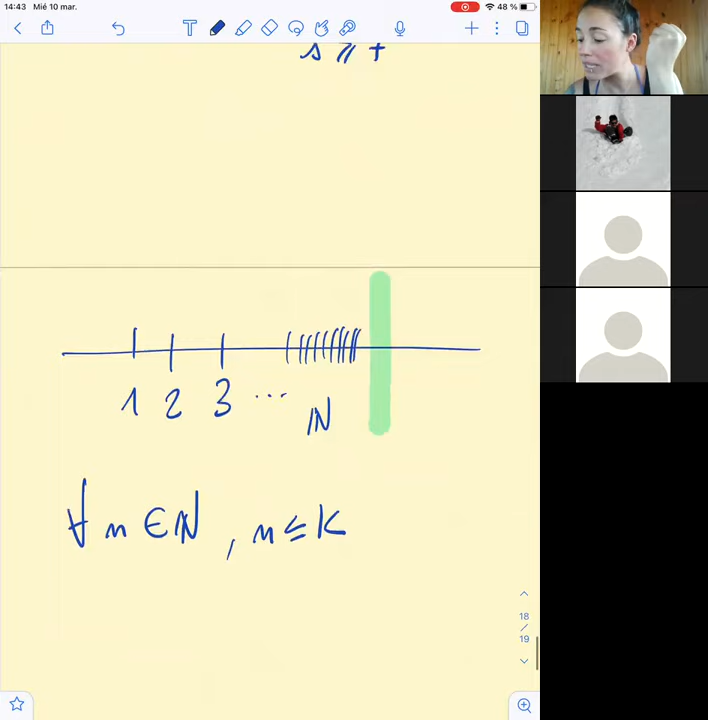 14:43 Mié 10 mar.
48 %
T
1 2 3 ...
ℕ
∀ n ∈ ℕ , n ≤ K
18
/
19